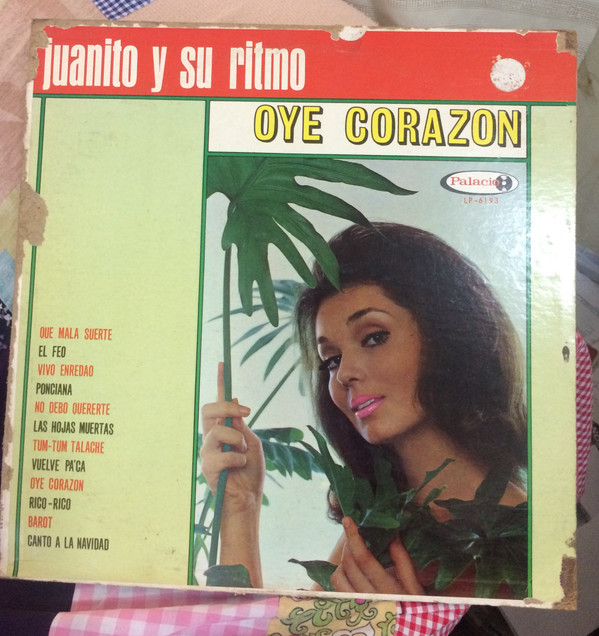 juanito y su ritmo
OYE CORAZON
Palacio
LP-6193
QUE MALA SUERTE
EL FEO
VIVO ENREDAO
PONCIANA
NO DEBO QUERERTE
LAS HOJAS MUERTAS
TUM-TUM TALACHE
VUELVE PA'CA
OYE CORAZON
RICO-RICO
BAROT
CANTO A LA NAVIDAD